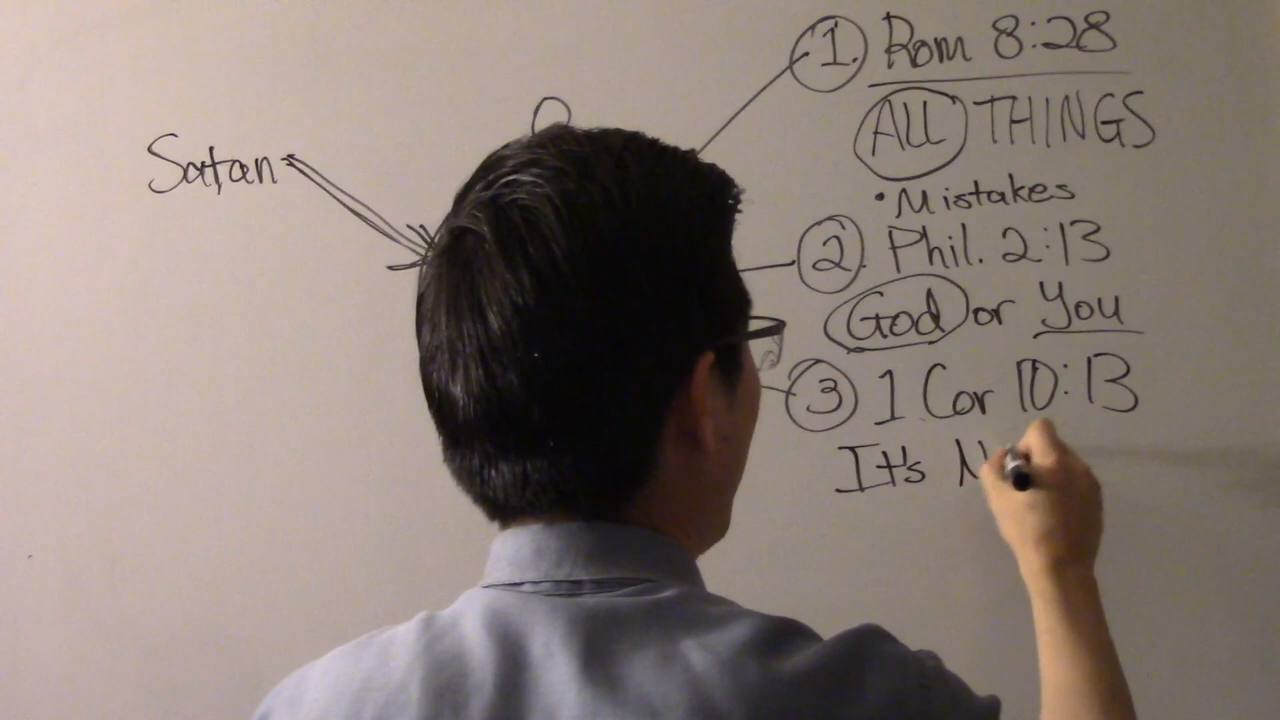 Satan
1. Rom 8:28
ALL THINGS
• Mistakes
2. Phil. 2:13
God or You
3 1 Cor 10:13
It's